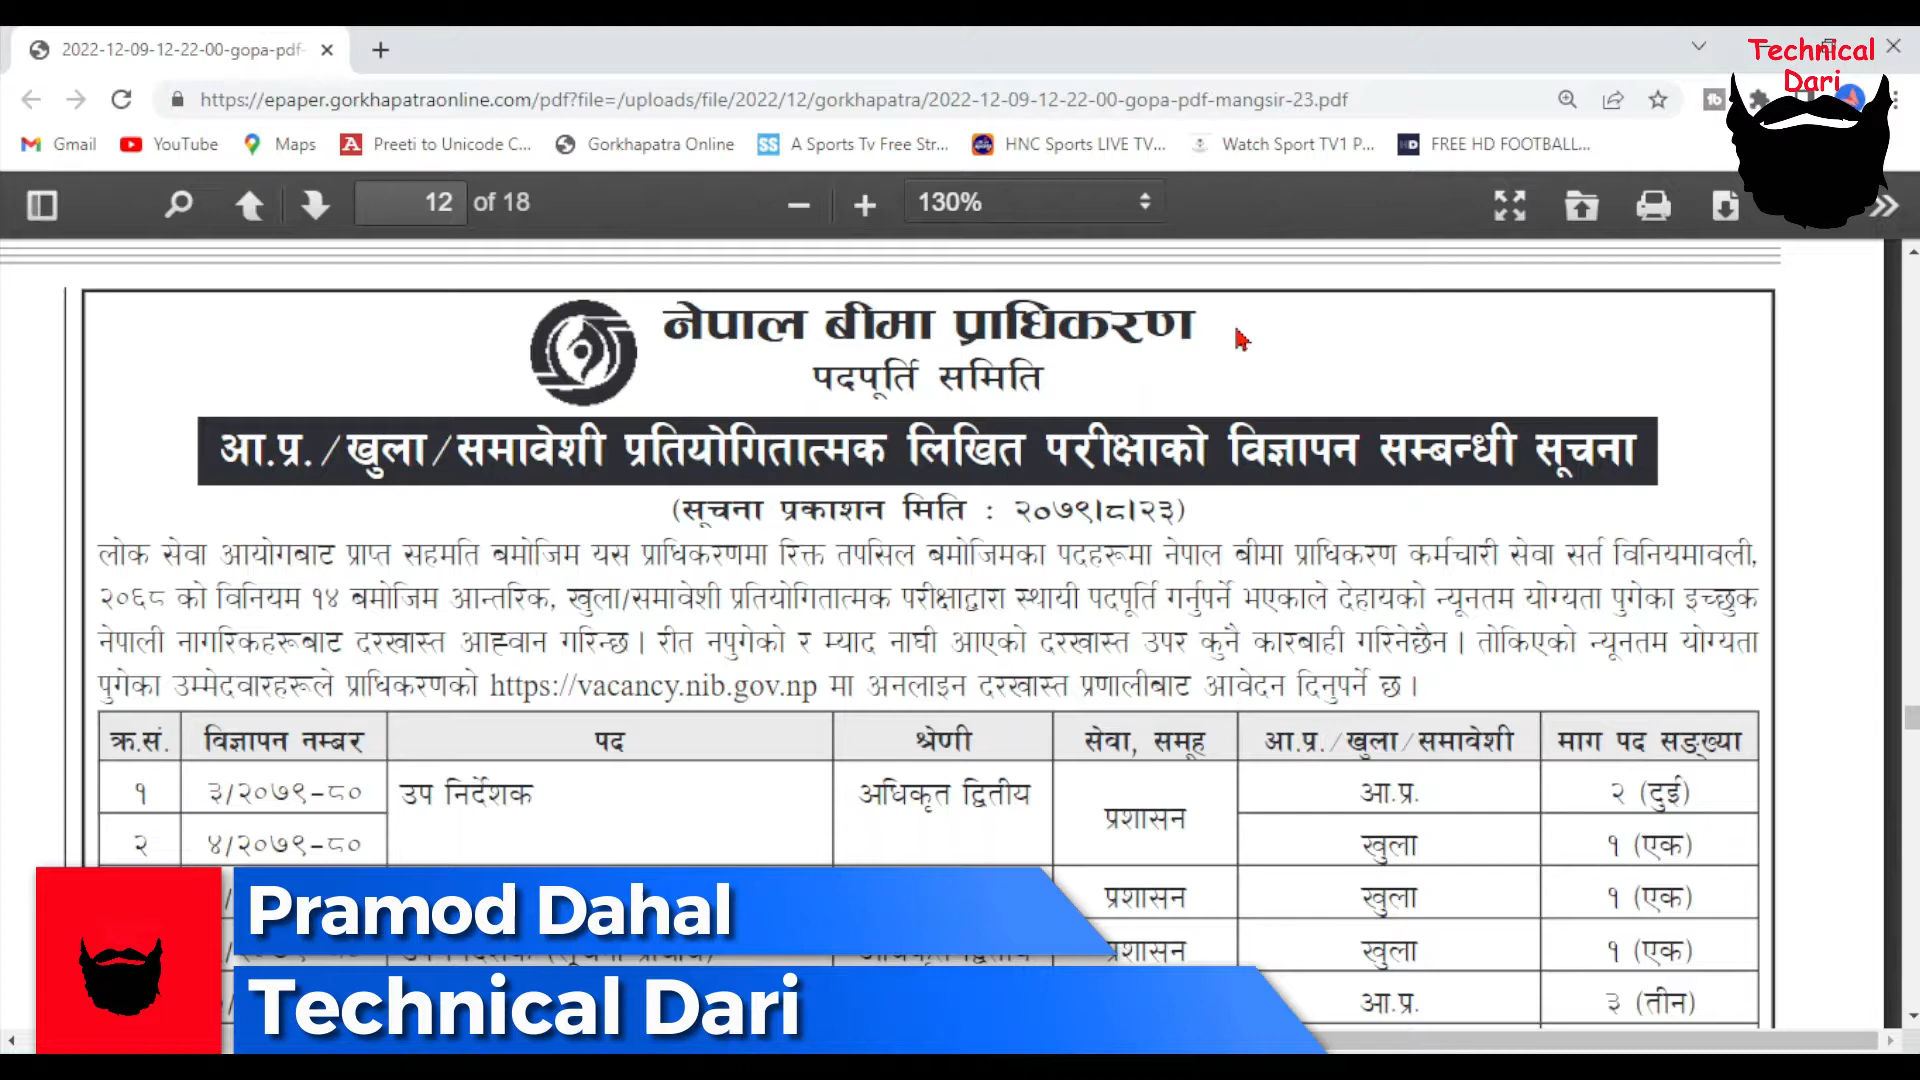 2022-12-09-12-22-00-gopa-pdf-
Technical
Dari
https://epaper.gorkhapatraonline.com/pdf?file=/uploads/file/2022/12/gorkhapatra/2022-12-09-12-22-00-gopa-pdf-mangsir-23.pdf
Gmail YouTube Maps Preeti to Unicode C... Gorkhapatra Online A Sports Tv Free Str... HNC Sports LIVE TV... Watch Sport TV1 P... FREE HD FOOTBALL...
12 of 18 130%
नेपाल बीमा प्राधिकरण
पदपूर्ति समिति
आ.प्र./खुला/समावेशी प्रतियोगितात्मक लिखित परीक्षाको विज्ञापन सम्बन्धी सूचना
(सूचना प्रकाशन मिति : २०७९।८।२३)
लोक सेवा आयोगबाट प्राप्त सहमति बमोजिम यस प्राधिकरणमा रिक्त तपसिल बमोजिमका पदहरूमा नेपाल बीमा प्राधिकरण कर्मचारी सेवा सर्त विनियमावली,
२०६८ को विनियम १४ बमोजिम आन्तरिक, खुला/समावेशी प्रतियोगितात्मक परीक्षाद्वारा स्थायी पदपूर्ति गर्नुपर्ने भएकाले देहायको न्यूनतम योग्यता पुगेका इच्छुक
नेपाली नागरिकहरूबाट दरखास्त आह्वान गरिन्छ। रीत नपुगेको र म्याद नाघी आएको दरखास्त उपर कुनै कारबाही गरिनेछैन। तोकिएको न्यूनतम योग्यता
पुगेका उम्मेदवारहरूले प्राधिकरणको https://vacancy.nib.gov.np मा अनलाइन दरखास्त प्रणालीबाट आवेदन दिनुपर्ने छ।
क्र.सं. विज्ञापन नम्बर पद श्रेणी सेवा, समूह आ.प्र./खुला/समावेशी माग पद सङ्ख्या
१ ३/२०७९-८० उप निर्देशक अधिकृत द्वितीय प्रशासन आ.प्र. २ (दुई)
२ ४/२०७९-८० खुला १ (एक)
प्रशासन खुला १ (एक)
प्रशासन खुला १ (एक)
आ.प्र. ३ (तीन)
Pramod Dahal
Technical Dari